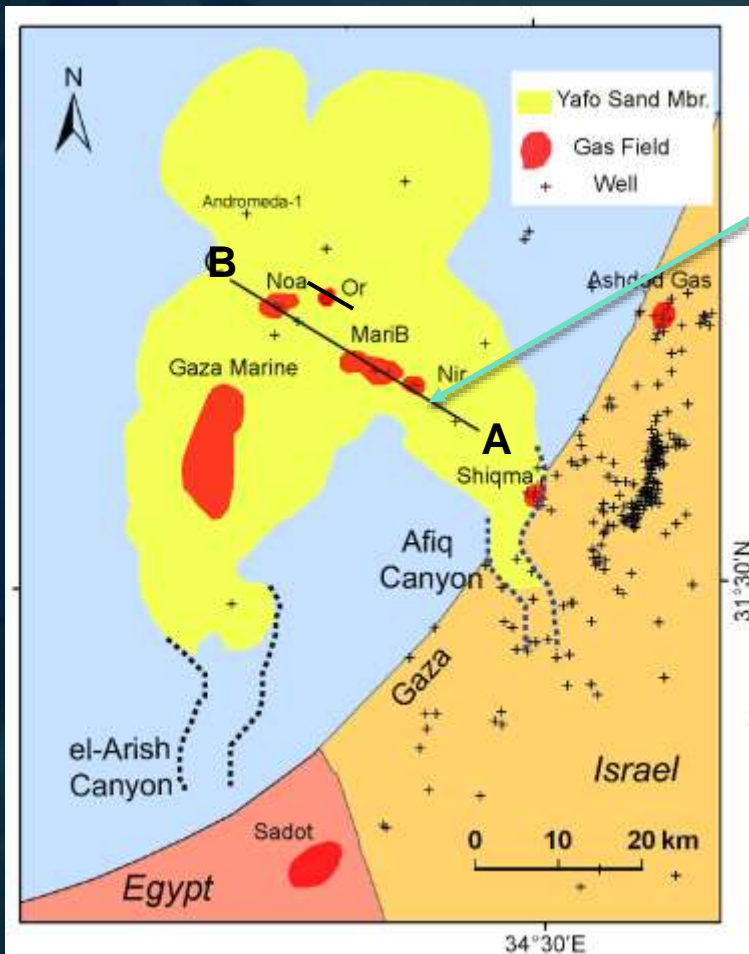 N
Yafo Sand Mbr.
Gas Field
Well
Andromeda-1
B
Noa
Or
Ashdod Gas
MariB
Gaza Marine
Nir
A
Shiqma
Afiq
Canyon
31°30'N
Gaza
el-Arish
Canyon
Israel
Sadot
0 10 20 km
Egypt
34°30'E